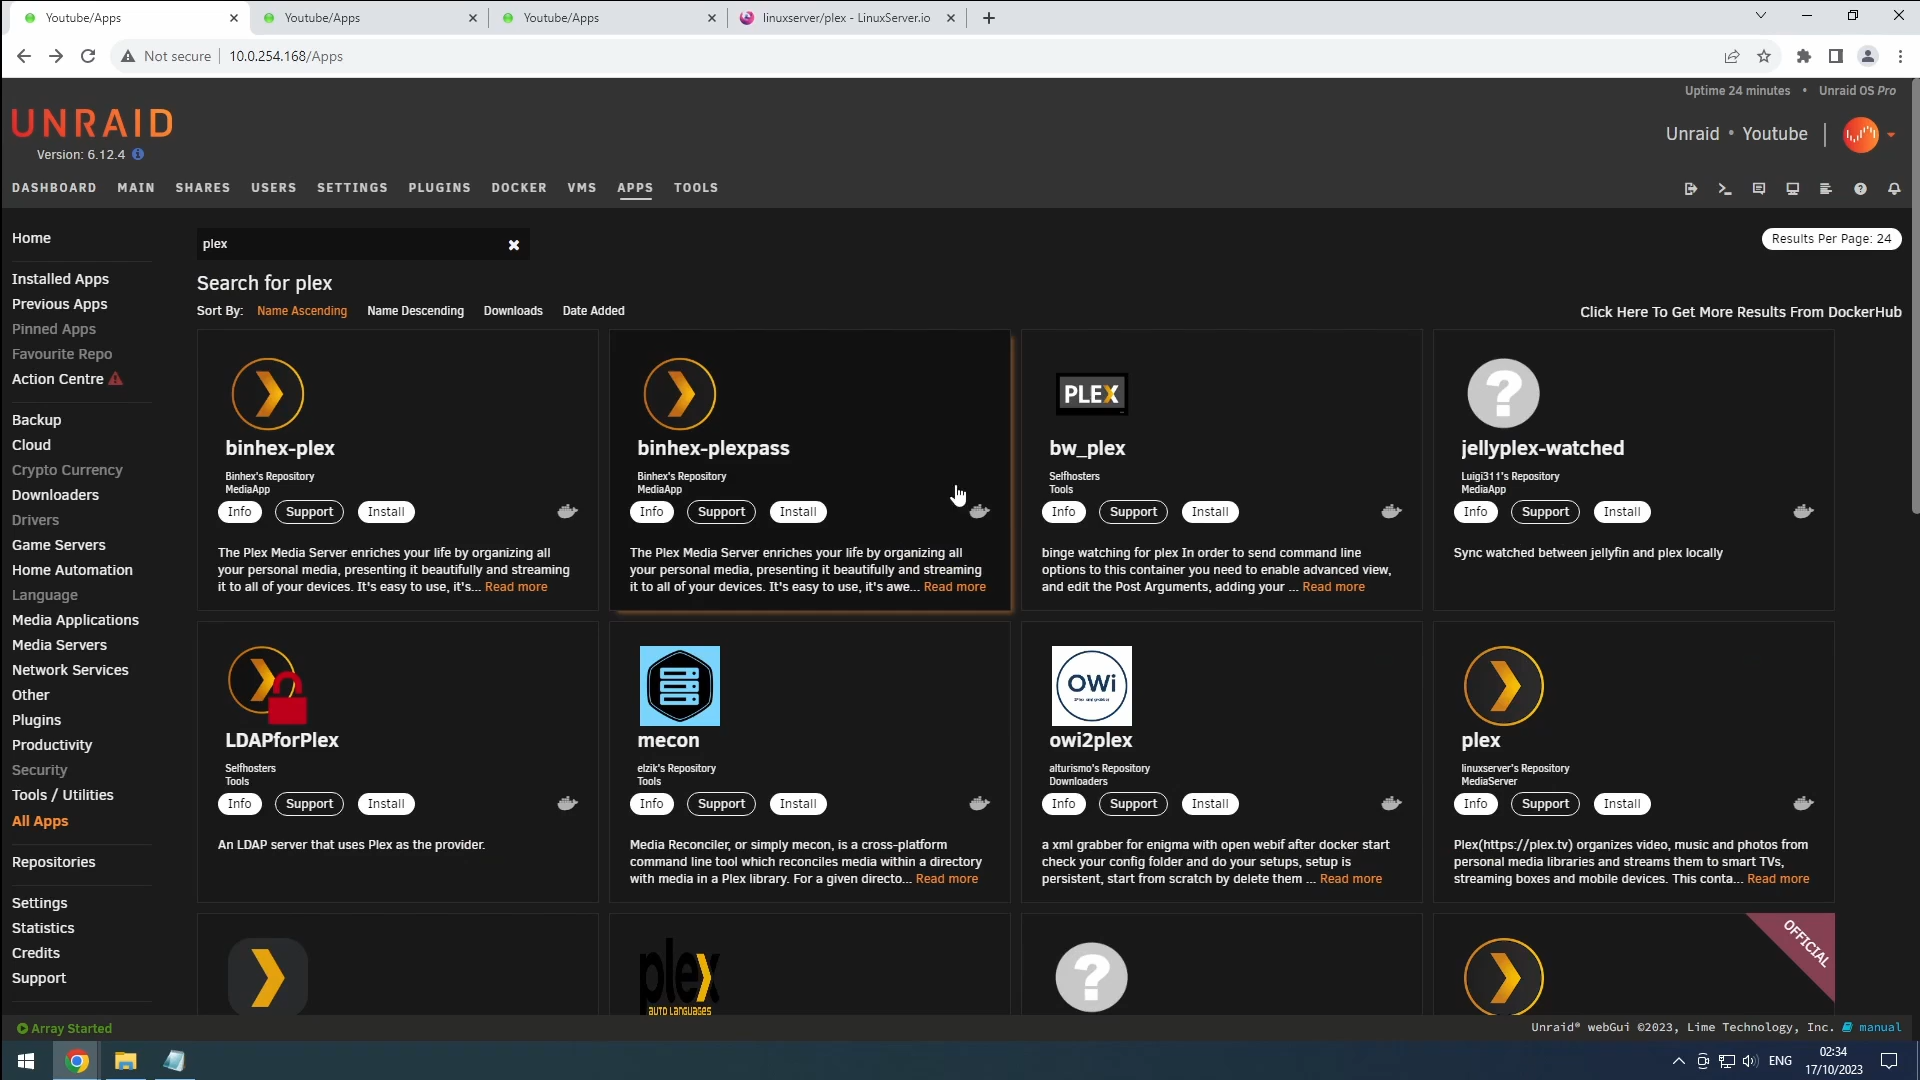 Youtube/Apps
Youtube/Apps
Youtube/Apps
linuxserver/plex - LinuxServer.io
Not secure
10.0.254.168/Apps
Uptime 24 minutes • Unraid OS Pro
UNRAID
Version: 6.12.4
Unraid • Youtube
DASHBOARD MAIN SHARES USERS SETTINGS PLUGINS DOCKER VMS APPS TOOLS
Home
Installed Apps
Previous Apps
Pinned Apps
Favourite Repo
Action Centre
Backup
Cloud
Crypto Currency
Downloaders
Drivers
Game Servers
Home Automation
Language
Media Applications
Media Servers
Network Services
Other
Plugins
Productivity
Security
Tools / Utilities
All Apps
Repositories
Settings
Statistics
Credits
Support
plex
Results Per Page: 24
Search for plex
Sort By: Name Ascending Name Descending Downloads Date Added
Click Here To Get More Results From DockerHub
binhex-plex
Binhex's Repository
MediaApp
Info Support Install
The Plex Media Server enriches your life by organizing all
your personal media, presenting it beautifully and streaming
it to all of your devices. It's easy to use, it's... Read more
binhex-plexpass
Binhex's Repository
MediaApp
Info Support Install
The Plex Media Server enriches your life by organizing all
your personal media, presenting it beautifully and streaming
it to all of your devices. It's easy to use, it's awe... Read more
PLEX
bw_plex
Selfhosters
Tools
Info Support Install
binge watching for plex In order to send command line
options to this container you need to enable advanced view,
and edit the Post Arguments, adding your ... Read more
?
jellyplex-watched
Luigi311's Repository
MediaApp
Info Support Install
Sync watched between jellyfin and plex locally
LDAPforPlex
Selfhosters
Tools
Info Support Install
An LDAP server that uses Plex as the provider.
mecon
elzik's Repository
Tools
Info Support Install
Media Reconciler, or simply mecon, is a cross-platform
command line tool which reconciles media within a directory
with media in a Plex library. For a given directo... Read more
OWi
owi2plex
alturismo's Repository
Downloaders
Info Support Install
a xml grabber for enigma with open webif after docker start
check your config folder and do your setups, setup is
persistent, start from scratch by delete them ... Read more
plex
linuxserver's Repository
MediaServer
Info Support Install
Plex(https://plex.tv) organizes video, music and photos from
personal media libraries and streams them to smart TVs,
streaming boxes and mobile devices. This conta... Read more
plex
AUTO LANGUAGES
?
OFFICIAL
Array Started
Unraid® webGui ©2023, Lime Technology, Inc. manual
ENG
02:34
17/10/2023